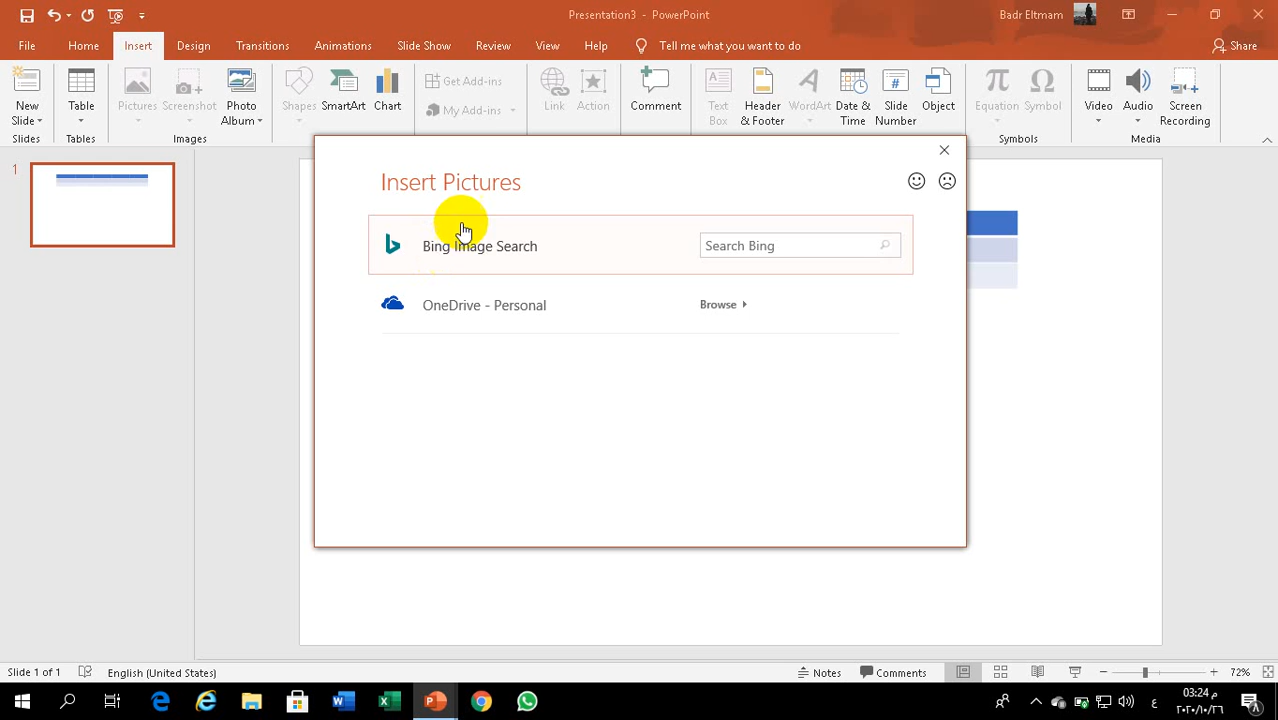 Presentation3 - PowerPoint
Badr Eltmam
File
Home
Insert
Design
Transitions
Animations
Slide Show
Review
View
Help
Tell me what you want to do
Share
New
Slide
Table
Pictures
Screenshot
Photo
Album
Shapes
SmartArt
Chart
Get Add-ins
My Add-ins
Link
Action
Comment
Text
Box
Header
& Footer
WordArt
Date &
Time
Slide
Number
Object
Equation
Symbol
Video
Audio
Screen
Recording
Slides
Tables
Images
Symbols
Media
1
Insert Pictures
Bing Image Search
Search Bing
OneDrive - Personal
Browse
Slide 1 of 1
English (United States)
Notes
Comments
72%
ع
03:24 م
٢٠٢٠/١٠/٢٦